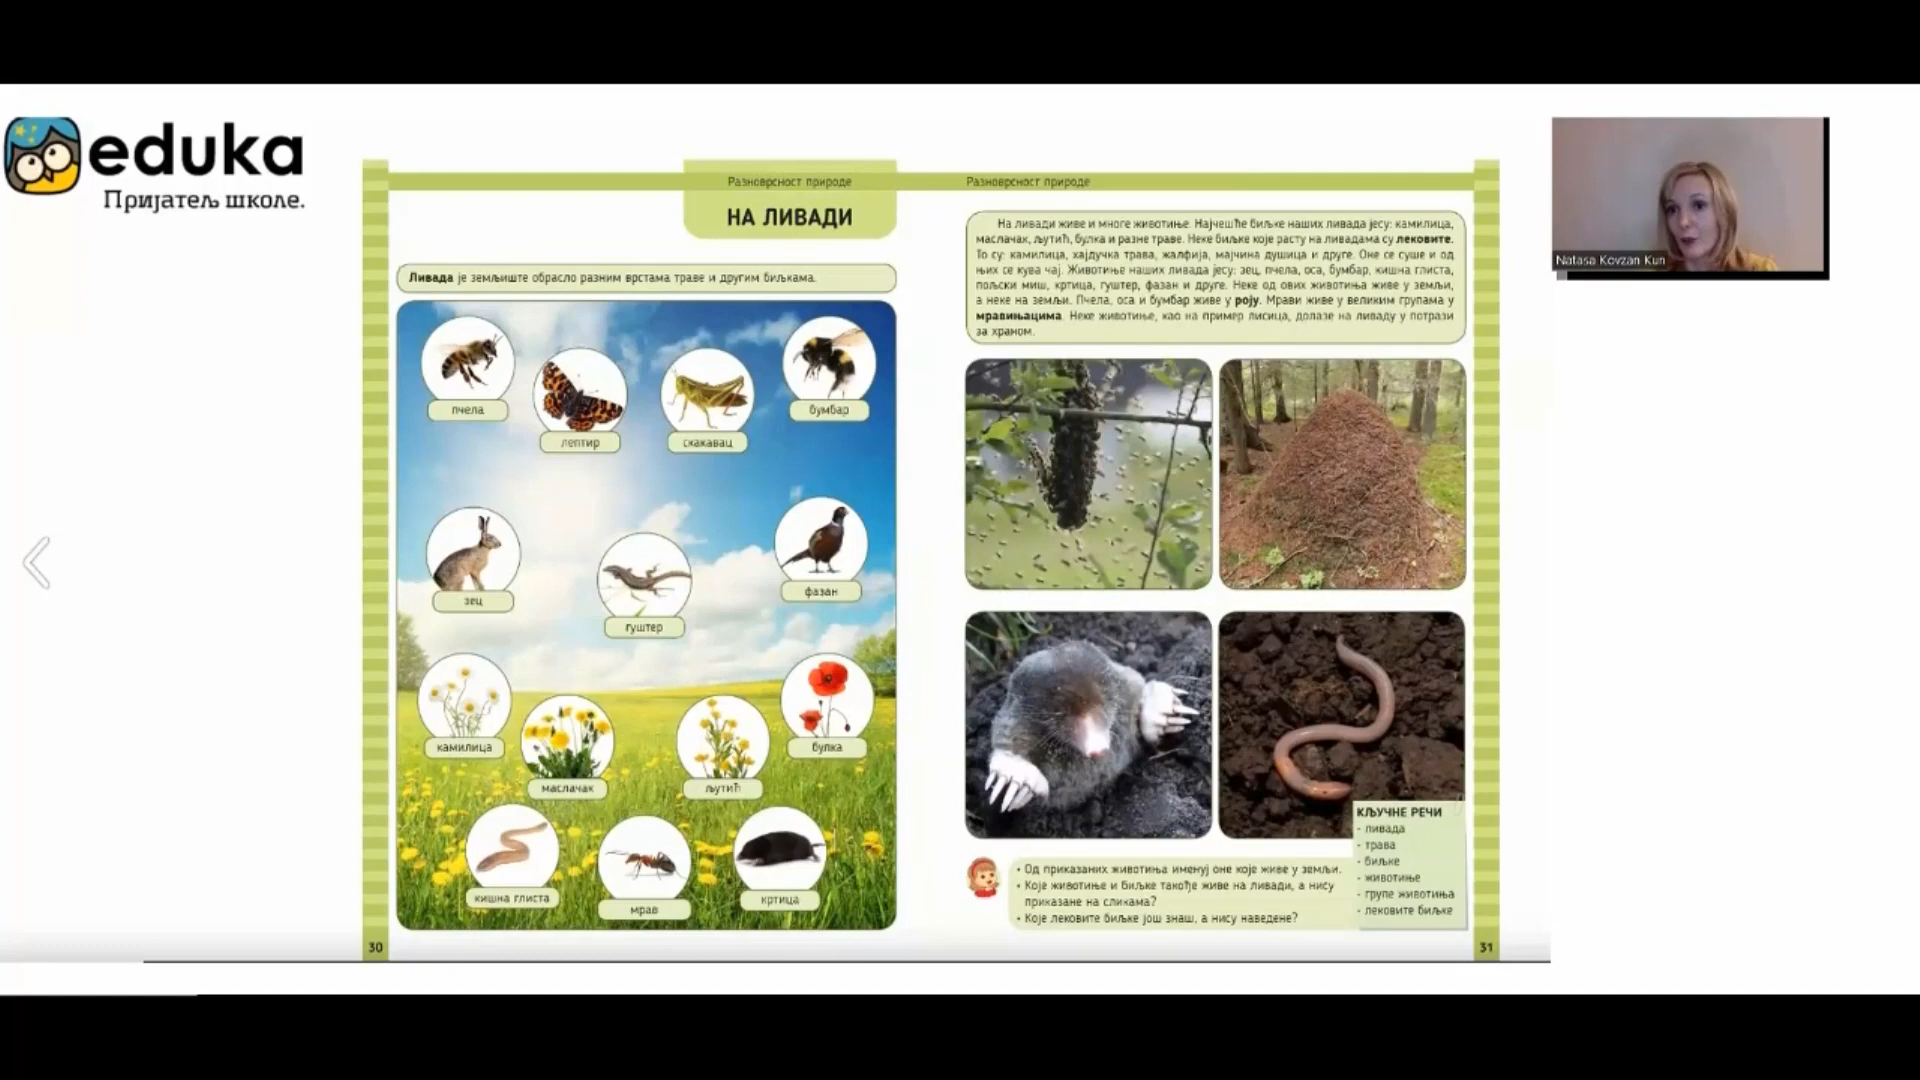 eduka
Пријатељ школе.
Разноврсност природе
НА ЛИВАДИ
Ливада је земљиште обрасло разним врстама траве и другим биљкама.
пчела
лептир
скакавац
бумбар
зец
гуштер
фазан
камилица
маслачак
љутић
булка
кишна глиста
мрав
кртица
30
Разноврсност природе
На ливади живе и многе животиње. Најчешће биљке наших ливада јесу: камилица,
маслачак, љутић, булка и разне траве. Неке биљке које расту на ливадама су лековите.
То су: камилица, хајдучка трава, жалфија, мајчина душица и друге. Оне се суше и од
њих се кува чај. Животиње наших ливада јесу: зец, пчела, оса, бумбар, кишна глиста,
пољски миш, кртица, гуштер, фазан и друге. Неке од ових животиња живе у земљи,
а неке на земљи. Пчела, оса и бумбар живе у роју. Мрави живе у великим групама у
мравињацима. Неке животиње, као на пример лисица, долазе на ливаду у потрази
за храном.
• Од приказаних животиња именуј оне које живе у земљи.
• Које животиње и биљке такође живе на ливади, а нису
приказане на сликама?
• Које лековите биљке још знаш, а нису наведене?
КЉУЧНЕ РЕЧИ
- ливада
- трава
- биљке
- животиње
- групе животиња
- лековите биљке
31
Natasa Kovzan Kun